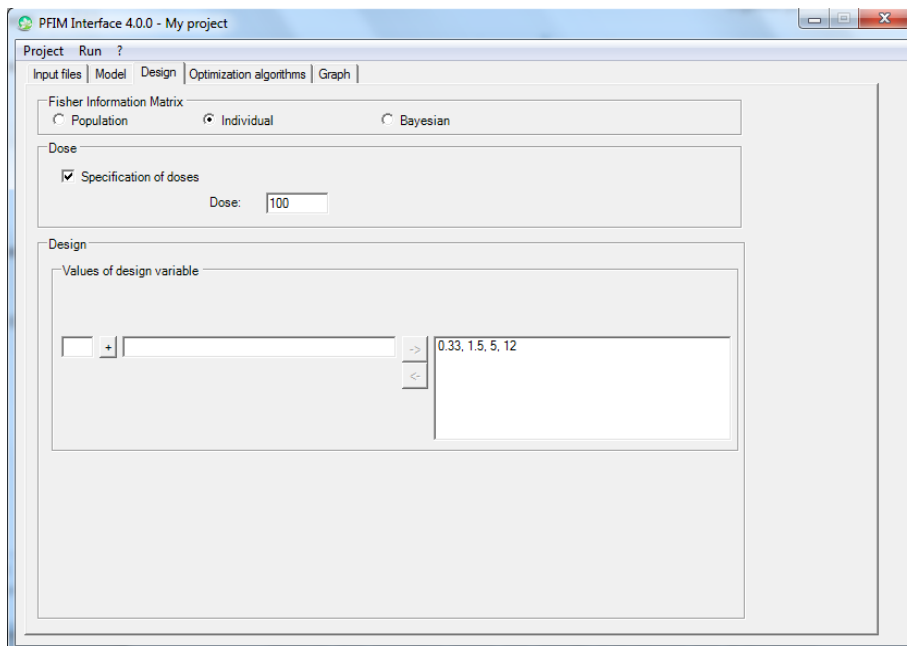 PFIM Interface 4.0.0 - My project
Project Run ?
Input files Model Design Optimization algorithms Graph
Fisher Information Matrix
Population Individual Bayesian
Dose
Specification of doses
Dose: 100
Design
Values of design variable
+ -> 0.33, 1.5, 5, 12
<-